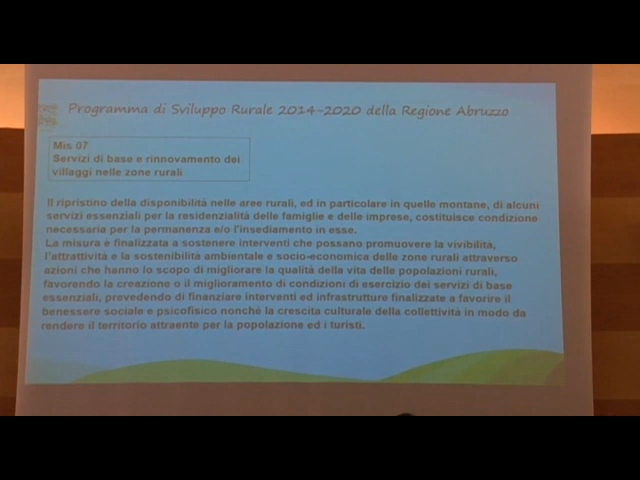 Programma di Sviluppo Rurale 2014-2020 della Regione Abruzzo
Mis 07
Servizi di base e rinnovamento dei
villaggi nelle zone rurali
Il ripristino della disponibilità nelle aree rurali, ed in particolare in quelle montane, di alcuni
servizi essenziali per la residenzialità delle famiglie e delle imprese, costituisce condizione
necessaria per la permanenza e/o l'insediamento in esse.
La misura è finalizzata a sostenere interventi che possano promuovere la vivibilità,
l'attrattività e la sostenibilità ambientale e socio-economica delle zone rurali attraverso
azioni che hanno lo scopo di migliorare la qualità della vita delle popolazioni rurali,
favorendo la creazione o il miglioramento di condizioni di esercizio dei servizi di base
essenziali, prevedendo di finanziare interventi ed infrastrutture finalizzate a favorire il
benessere sociale e psicofisico nonché la crescita culturale della collettività in modo da
rendere il territorio attraente per la popolazione ed i turisti.